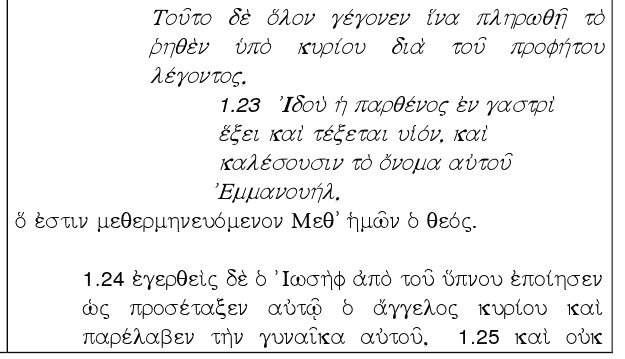 Τοῦτο δὲ ὅλον γέγονεν ἵνα πληρωθῇ τὸ
ῥηθὲν ὑπὸ κυρίου διὰ τοῦ προφήτου
λέγοντος,
1.23 Ἰδοὺ ἡ παρθένος ἐν γαστρὶ
ἕξει καὶ τέξεται υἱόν, καὶ
καλέσουσιν τὸ ὄνομα αὐτοῦ
Ἐμμανουήλ,
ὅ ἐστιν μεθερμηνευόμενον Μεθ’ ἡμῶν ὁ θεός.
1.24 ἐγερθεὶς δὲ ὁ Ἰωσὴφ ἀπὸ τοῦ ὕπνου ἐποίησεν
ὡς προσέταξεν αὐτῷ ὁ ἄγγελος κυρίου καὶ
παρέλαβεν τὴν γυναῖκα αὐτοῦ, 1.25 καὶ οὐκ